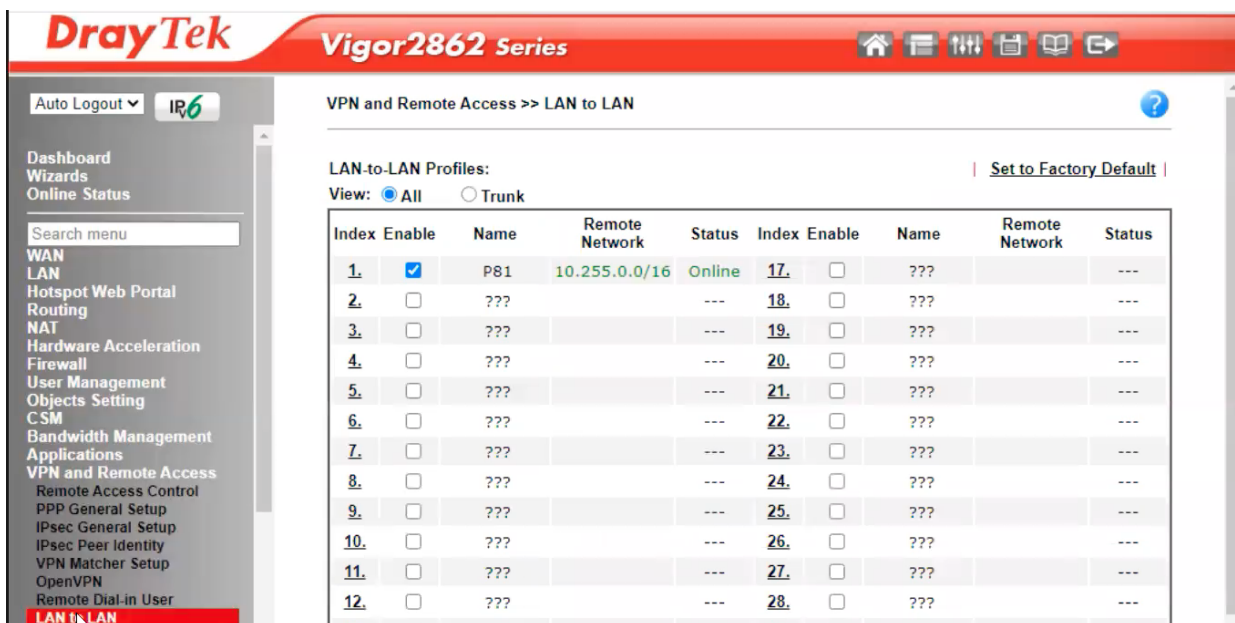 DrayTek
Vigor2862 Series
Auto Logout
IPv6
Dashboard
Wizards
Online Status
Search menu
WAN
LAN
Hotspot Web Portal
Routing
NAT
Hardware Acceleration
Firewall
User Management
Objects Setting
CSM
Bandwidth Management
Applications
VPN and Remote Access
Remote Access Control
PPP General Setup
IPsec General Setup
IPsec Peer Identity
VPN Matcher Setup
OpenVPN
Remote Dial-in User
LAN to LAN
VPN and Remote Access >> LAN to LAN
?
LAN-to-LAN Profiles: | Set to Factory Default |
View: All Trunk
Index Enable Name Remote Network Status Index Enable Name Remote Network Status
1. P81 10.255.0.0/16 Online 17. ??? ---
2. ??? --- 18. ??? ---
3. ??? --- 19. ??? ---
4. ??? --- 20. ??? ---
5. ??? --- 21. ??? ---
6. ??? --- 22. ??? ---
7. ??? --- 23. ??? ---
8. ??? --- 24. ??? ---
9. ??? --- 25. ??? ---
10. ??? --- 26. ??? ---
11. ??? --- 27. ??? ---
12. ??? --- 28. ??? ---